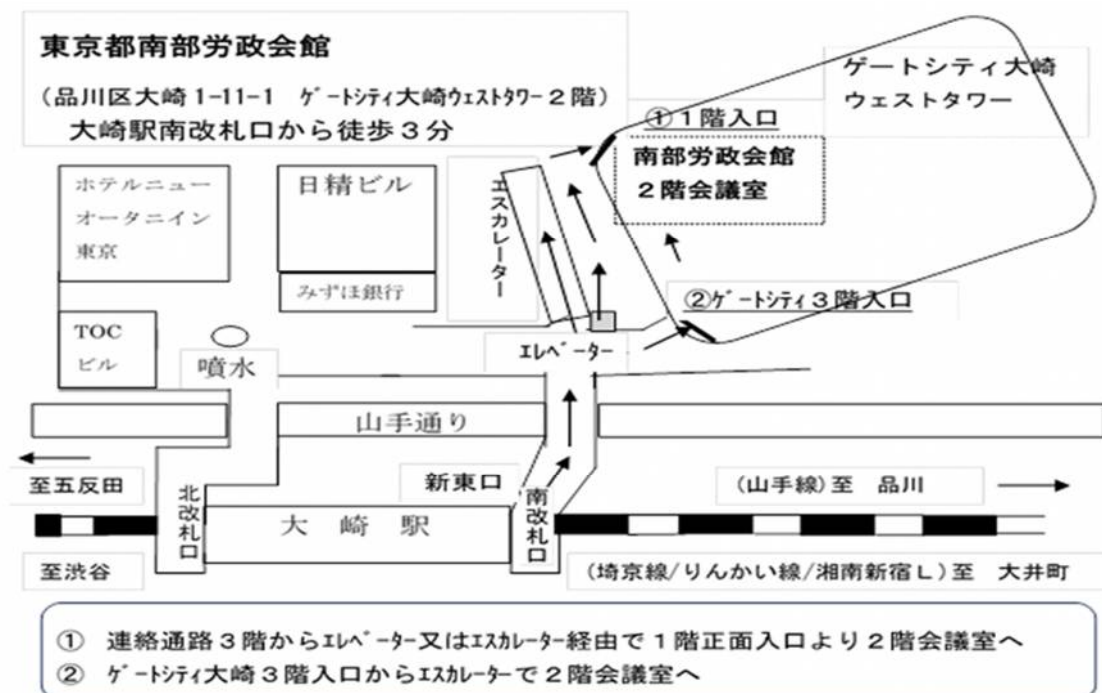 東京都南部労政会館
(品川区大崎1-11-1 ｹﾞｰﾄｼﾃｨ大崎ｳｪｽﾄﾀﾜｰ2階)
大崎駅南改札口から徒歩3分
ゲートシティ大崎
ウェストタワー
①1階入口
南部労政会館
2階会議室
ホテルニュー
オータニイン
東京
日精ビル
エスカレーター
みずほ銀行
②ｹﾞｰﾄｼﾃｨ3階入口
TOC
ビル
噴水
ｴﾚﾍﾞｰﾀｰ
山手通り
至五反田
北改札口
新東口
南改札口
(山手線)至 品川
大崎駅
至渋谷
(埼京線/りんかい線/湘南新宿L)至 大井町
① 連絡通路3階からｴﾚﾍﾞｰﾀｰ又はｴｽｶﾚｰﾀｰ経由で1階正面入口より2階会議室へ
② ｹﾞｰﾄｼﾃｨ大崎3階入口からｴｽｶﾚｰﾀｰで2階会議室へ